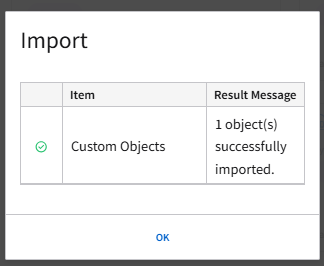 Import
Item
Result Message
Custom Objects
1 object(s)
successfully
imported.
OK